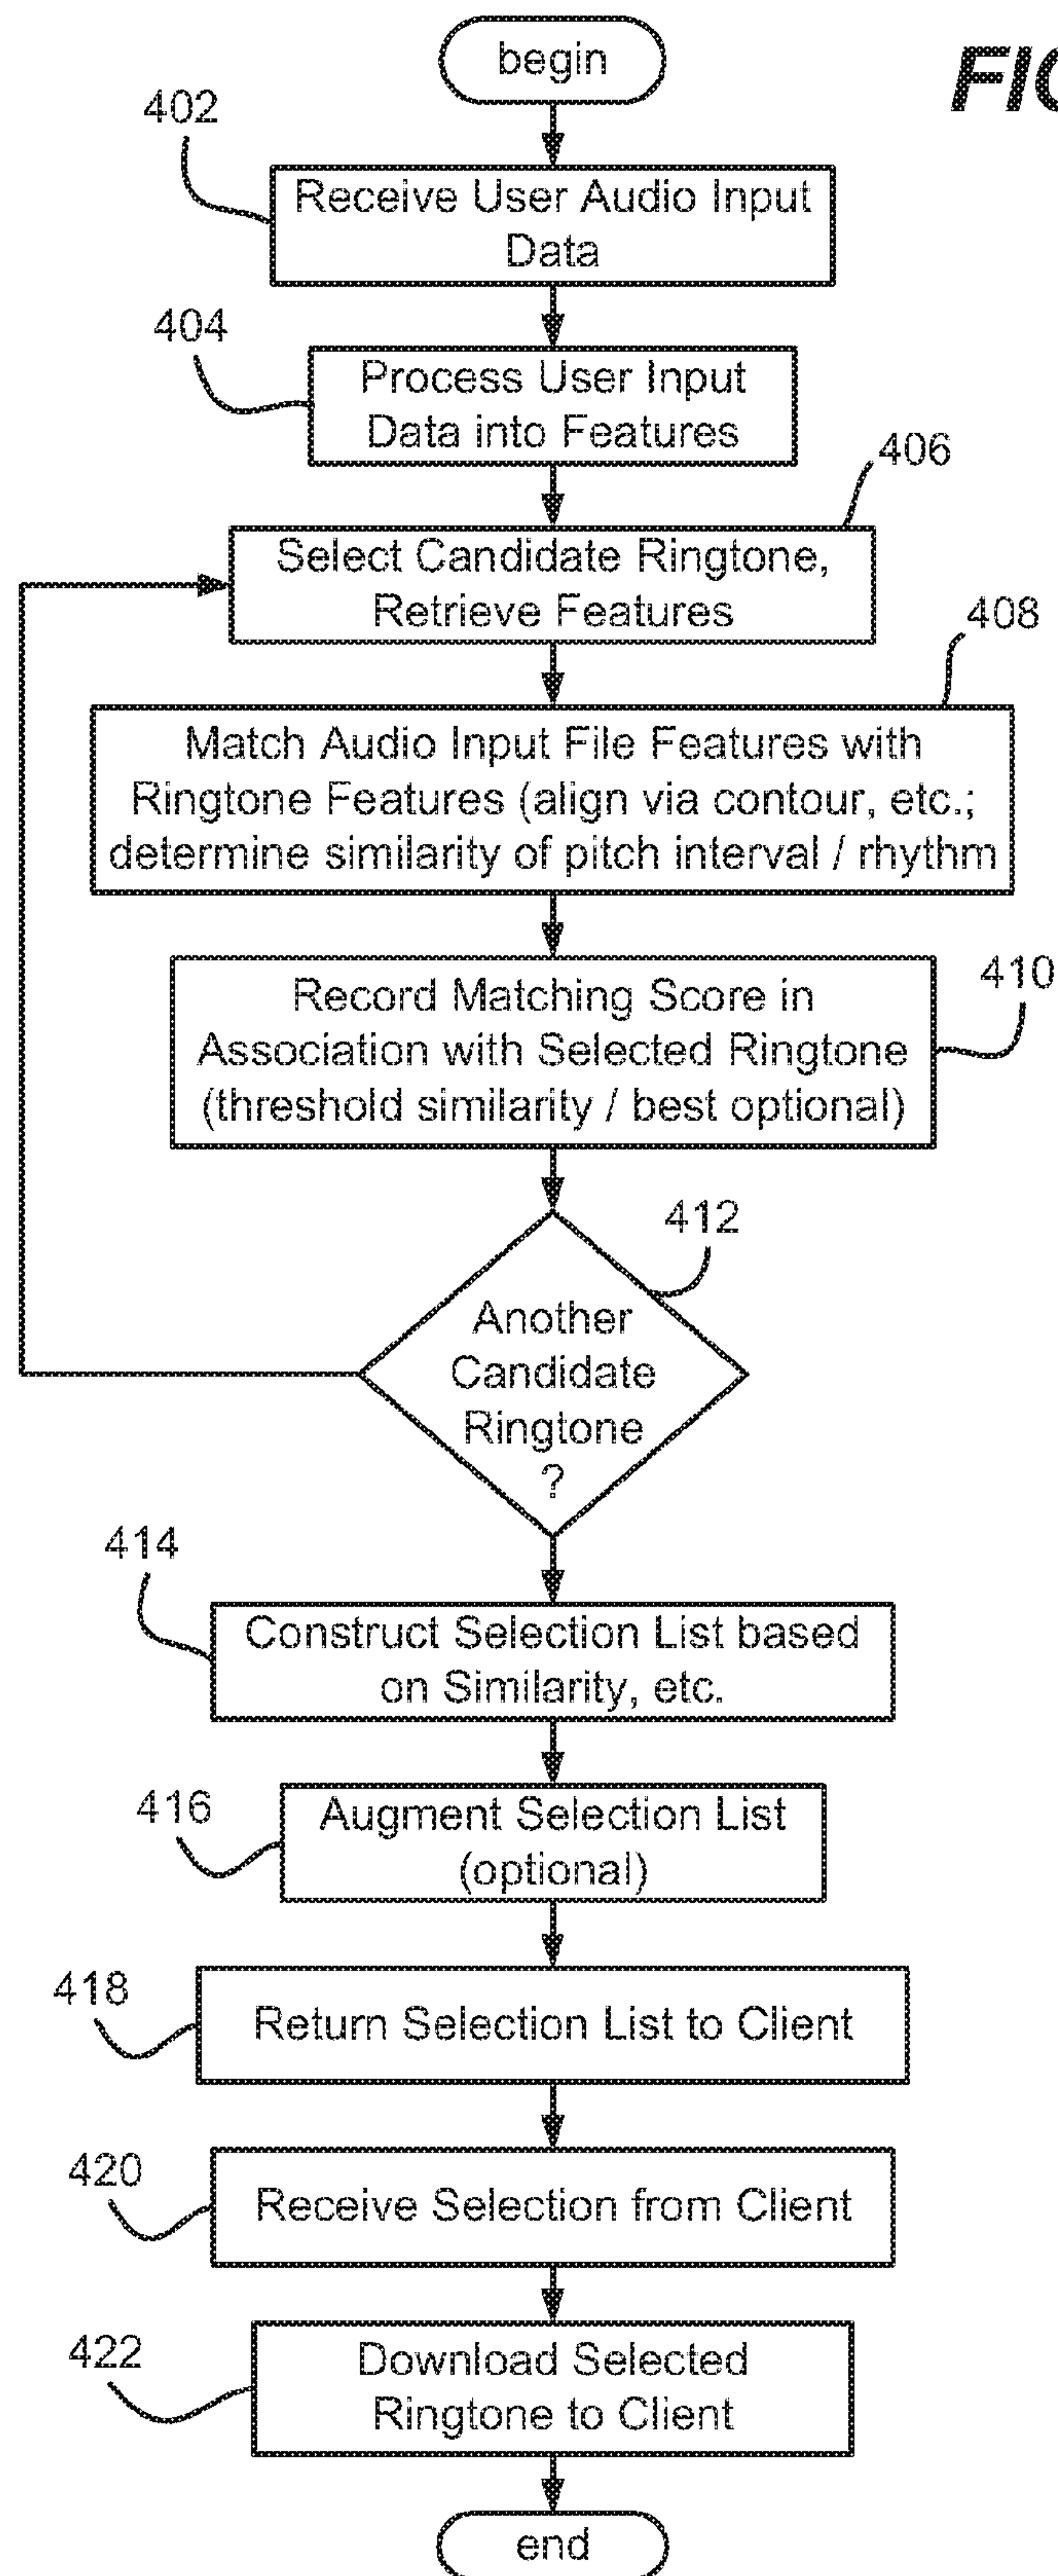 begin
FIG
402
Receive User Audio Input
Data
404
Process User Input
Data into Features
406
Select Candidate Ringtone,
Retrieve Features
408
Match Audio Input File Features with
Ringtone Features (align via contour, etc.;
determine similarity of pitch interval / rhythm
410
Record Matching Score in
Association with Selected Ringtone
(threshold similarity / best optional)
412
Another
Candidate
Ringtone
?
414
Construct Selection List based
on Similarity, etc.
416
Augment Selection List
(optional)
418
Return Selection List to Client
420
Receive Selection from Client
422
Download Selected
Ringtone to Client
end